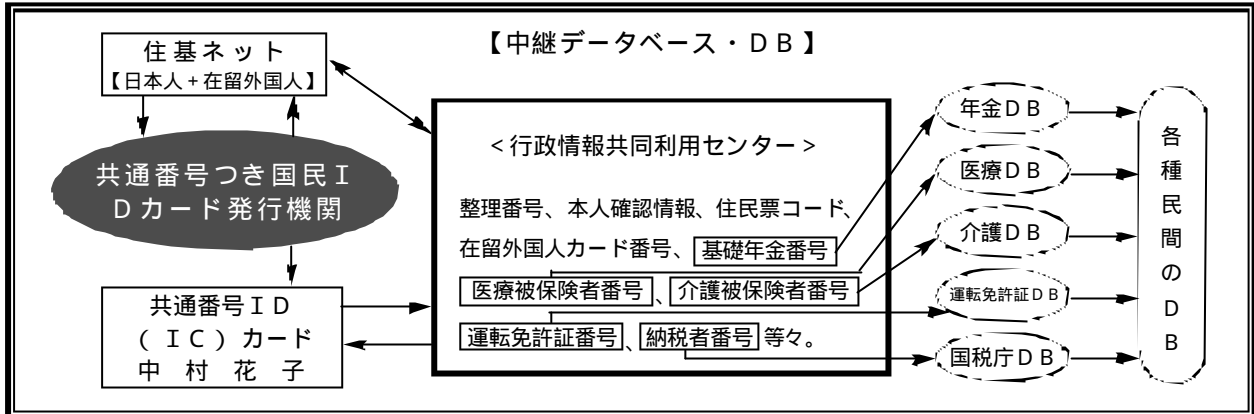 【中継データベース・DB】
住基ネット
【日本人+在留外国人】
共通番号つき国民I
Dカード発行機関
共通番号ID
(IC)カード
中村花子
<行政情報共同利用センター>
整理番号、本人確認情報、住民票コード、
在留外国人カード番号、基礎年金番号
医療被保険者番号、介護被保険者番号
運転免許証番号、納税者番号等々。
年金DB
医療DB
介護DB
運転免許証DB
国税庁DB
各種民間のDB